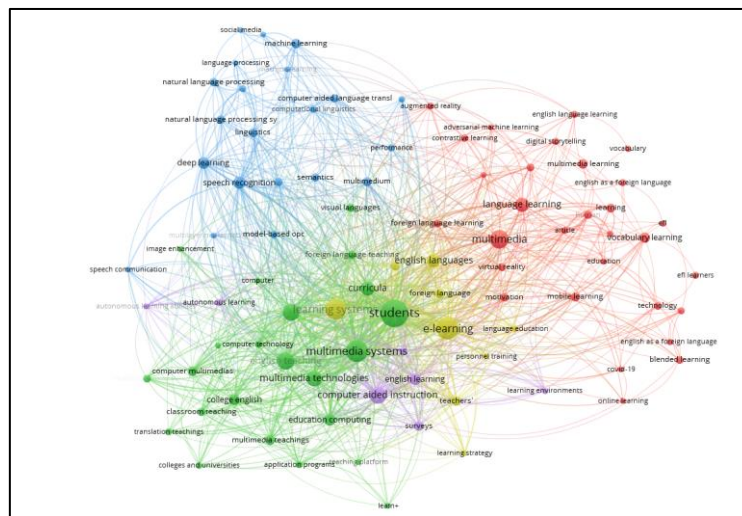 social media
machine learning
language processing
natural language processing
computer aided language transl
computational linguistics
augmented reality
english language learning
natural language processing sy
adversarial machine learning
linguistics
contrastive learning
digital storytelling
vocabulary
performance
deep learning
multimedia learning
semantics
speech recognition
multimedium
english as a foreign language
language learning
learning
visual languages
foreign language learning
model-based opt
article
vocabulary learning
multimedia
image enhancement
foreign language teaching
english languages
education
speech communication
virtual reality
efl learners
computer
curricula
foreign language
motivation
mobile learning
autonomous learning
learning systems
technology
students
e-learning
language education
computer technology
english as a foreign language
multimedia systems
personnel training
blended learning
computer mulomedias
multimedia technologies
english learning
covid-19
computer aided instruction
learning environments
college english
teachers'
online learning
classroom teaching
education computing
surveys
translation teachings
multimedia teachings
learning strategy
colleges and universities
application programs
teaching platform
learn+